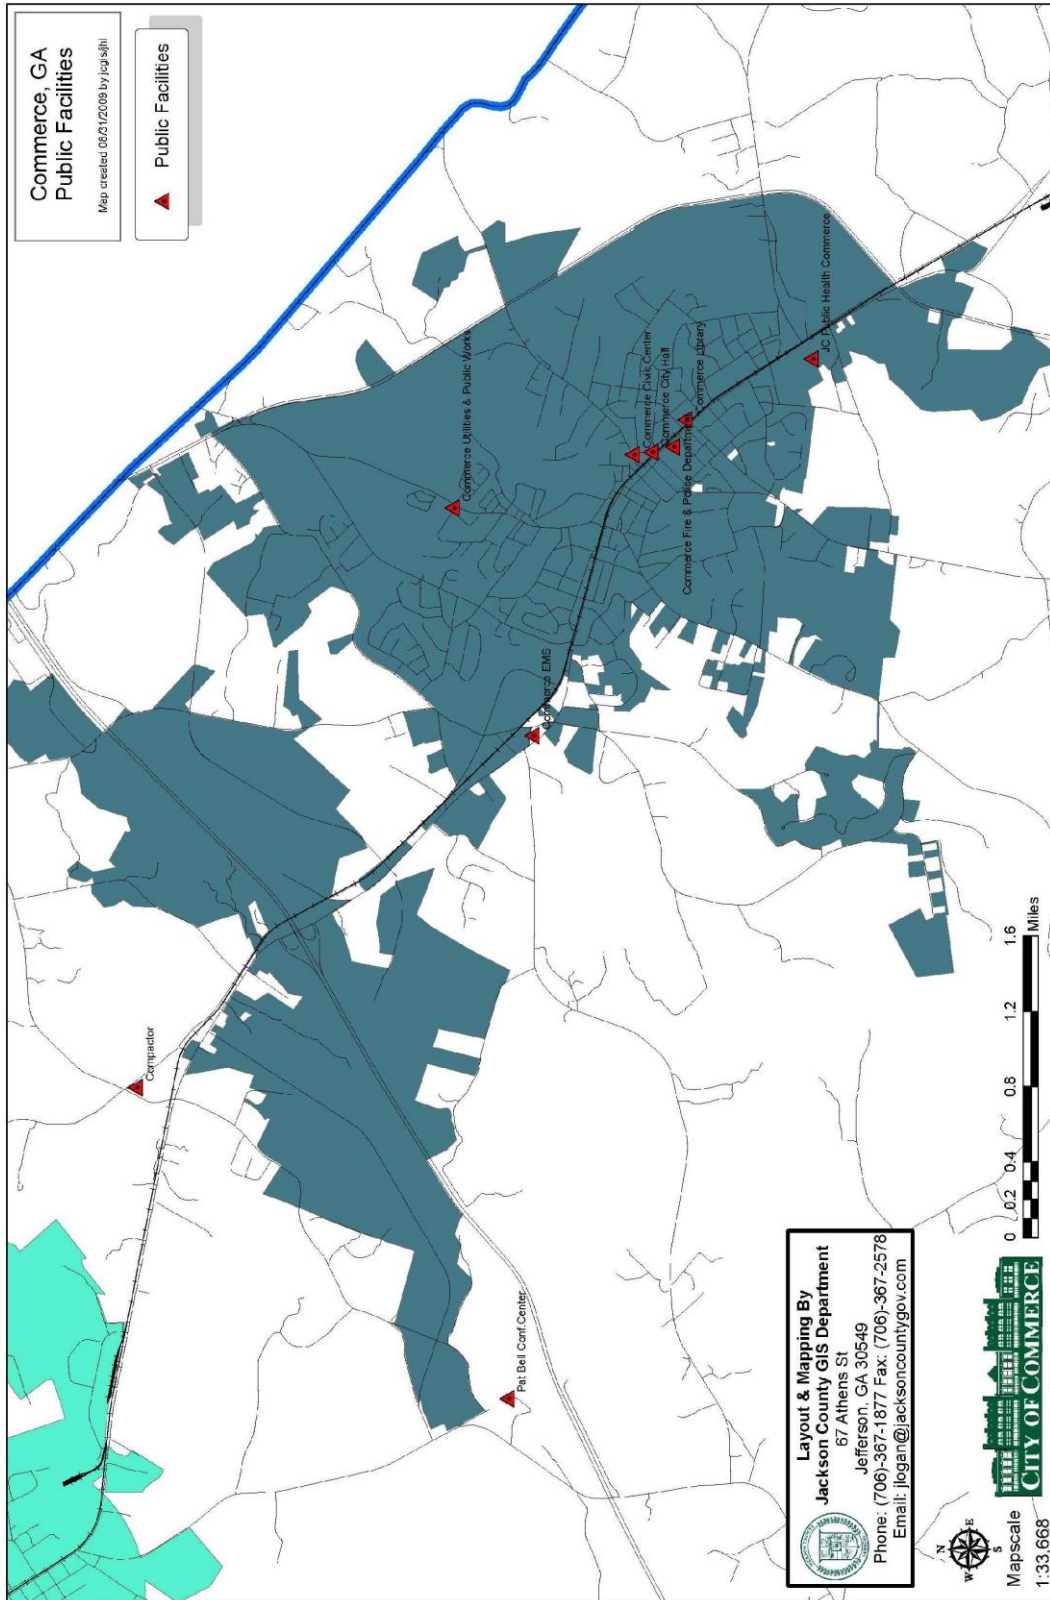 Commerce, GA
Public Facilities
Map created 08/31/2009 by jcgis/jhl
Public Facilities
Compactor
Commerce Utilities & Public Works
Commerce EMS
Commerce Civic Center
Commerce City Hall
Commerce Library
Commerce Fire & Police Department
JC Public Health Commerce
Pat Bell Conf.Center
Layout & Mapping By
Jackson County GIS Department
67 Athens St
Jefferson, GA 30549
Phone: (706)-367-1877 Fax: (706)-367-2578
Email: jlogan@jacksoncountygov.com
N
W E
S
Mapscale
1:33,668
CITY OF COMMERCE
0 0.2 0.4 0.8 1.2 1.6
Miles